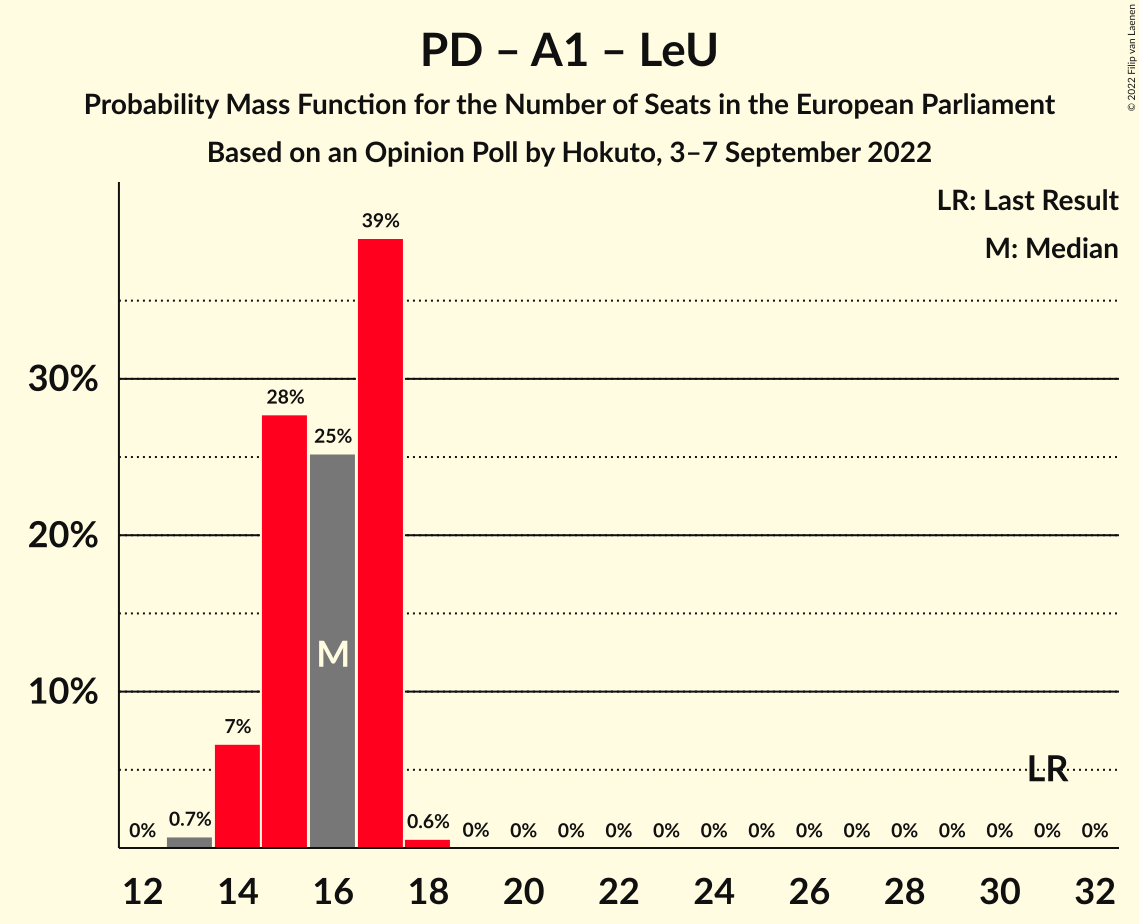 PD – A1 – LeU
Probability Mass Function for the Number of Seats in the European Parliament
Based on an Opinion Poll by Hokuto, 3–7 September 2022
© 2022 Filip van Laenen
LR: Last Result
M: Median
39%
30%
28%
25%
20%
M
10%
7%
LR
0% 0.7% 0.6% 0% 0% 0% 0% 0% 0% 0% 0% 0% 0% 0% 0% 0% 0%
12 14 16 18 20 22 24 26 28 30 32